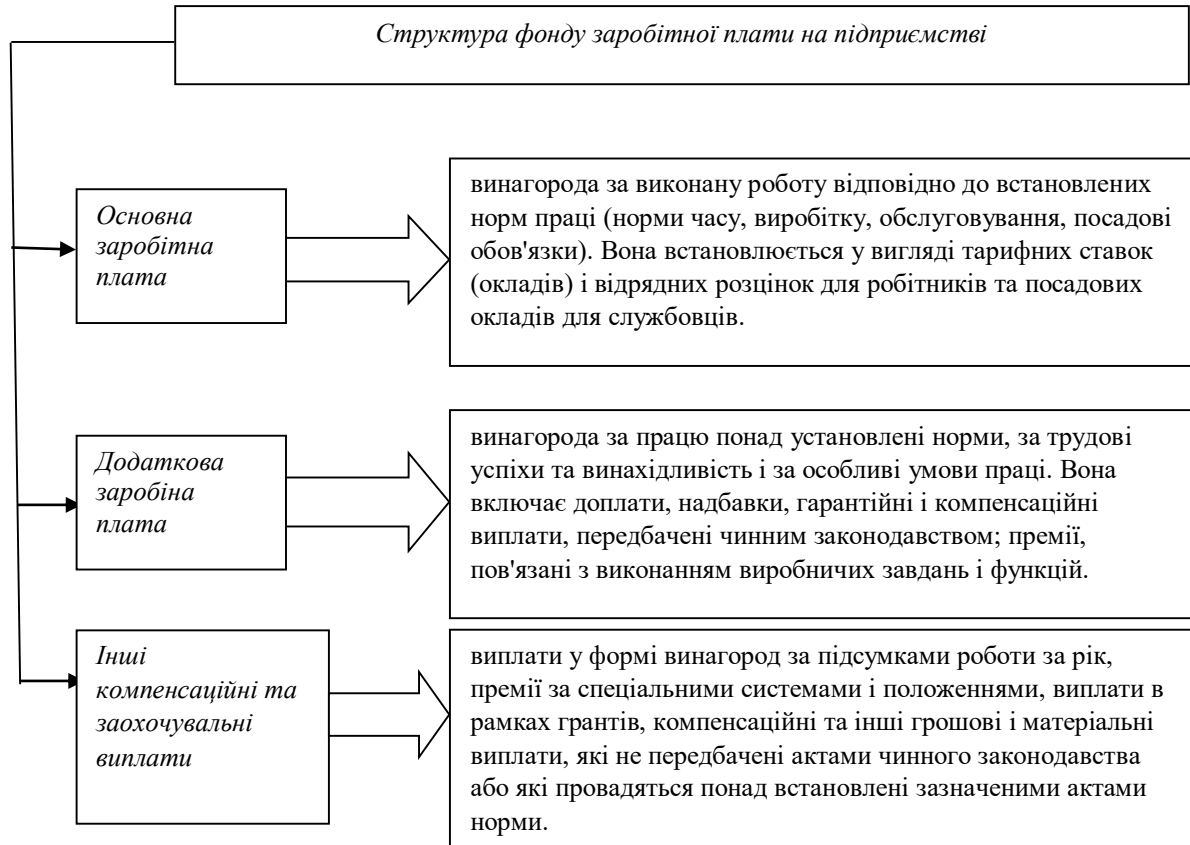 Структура фонду заробітної плати на підприємстві
Основна
заробітна
плата
винагорода за виконану роботу відповідно до встановлених
норм праці (норми часу, виробітку, обслуговування, посадові
обов'язки). Вона встановлюється у вигляді тарифних ставок
(окладів) і відрядних розцінок для робітників та посадових
окладів для службовців.
Додаткова
заробіна
плата
винагорода за працю понад установлені норми, за трудові
успіхи та винахідливість і за особливі умови праці. Вона
включає доплати, надбавки, гарантійні і компенсаційні
виплати, передбачені чинним законодавством; премії,
пов'язані з виконанням виробничих завдань і функцій.
Інші
компенсаційні та
заохочувальні
виплати
виплати у формі винагород за підсумками роботи за рік,
премії за спеціальними системами і положеннями, виплати в
рамках грантів, компенсаційні та інші грошові і матеріальні
виплати, які не передбачені актами чинного законодавства
або які провадяться понад встановлені зазначеними актами
норми.